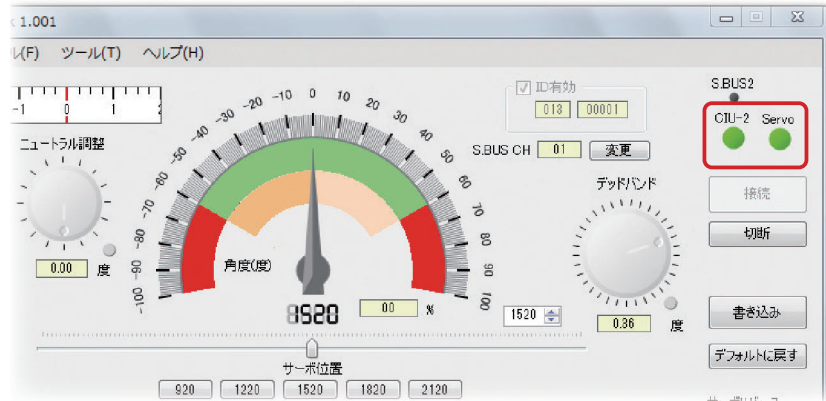 1.001
ル(F) ツール(T) ヘルプ(H)
-1 0 1 2
ニュートラル調整
0.00 度
-100 -90 -80 -70 -60 -50 -40 -30 -20 -10 0 10 20 30 40 50 60 70 80 90 100
角度(度)
1520 00 %
1520
サーボ位置
920 1220 1520 1820 2120
ID有効
013 00001
S.BUS CH 01 変更
デッドバンド
0.36 度
S.BUS2
CIU-2 Servo
接続
切断
書き込み
デフォルトに戻す